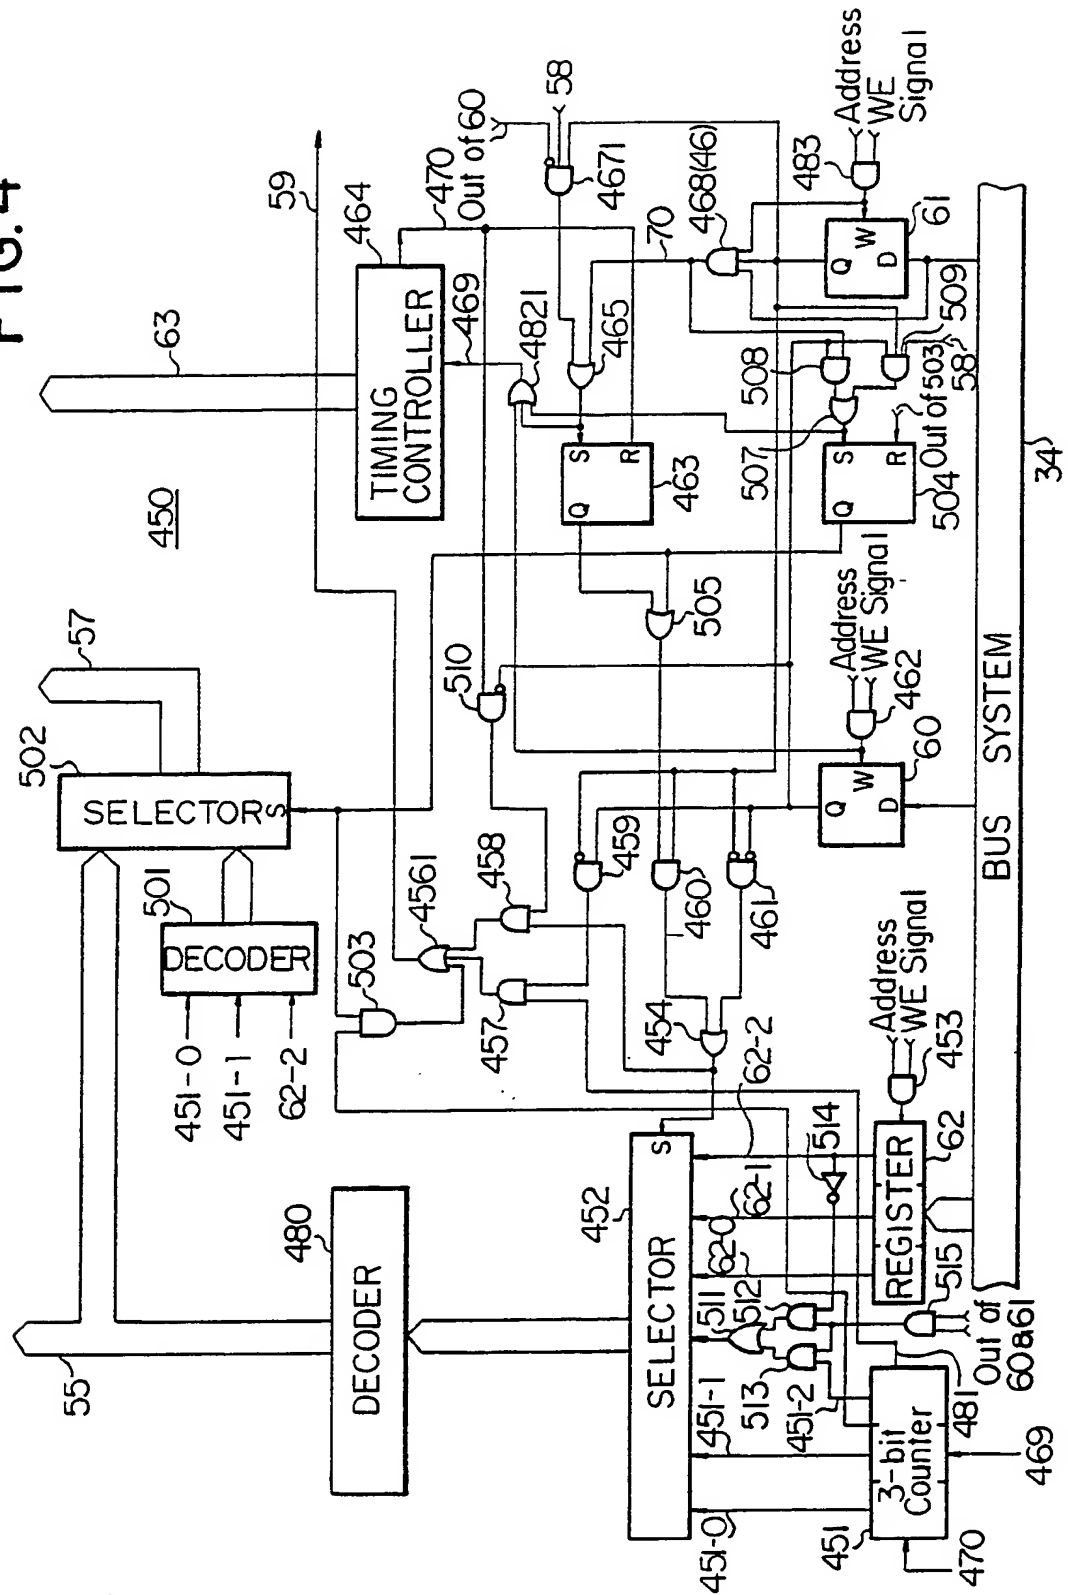 FIG. 4
450
63
59
57
55
502
SELECTOR
S
501
DECODER
451-0
451-1
62-2
503
464
TIMING
CONTROLLER
470
469
Out of 60
58
4671
4821
465
70
468(46)
S
Q
R
463
510
505
4561
458
457
459
460
461
454
62-2
480
DECODER
452
SELECTOR
S
508
507
509
S
Q
R
504
Out of 503
58
Address
WE
Signal
483
Q
W
D
61
Address
WE Signal
462
Q
W
D
60
Address
WE Signal
453
514
62-1
62-0
512
511
513
451-2
451-1
451-0
REGISTER
62
515
Out of
60&61
481
3-bit
Counter
451
469
470
BUS SYSTEM
34